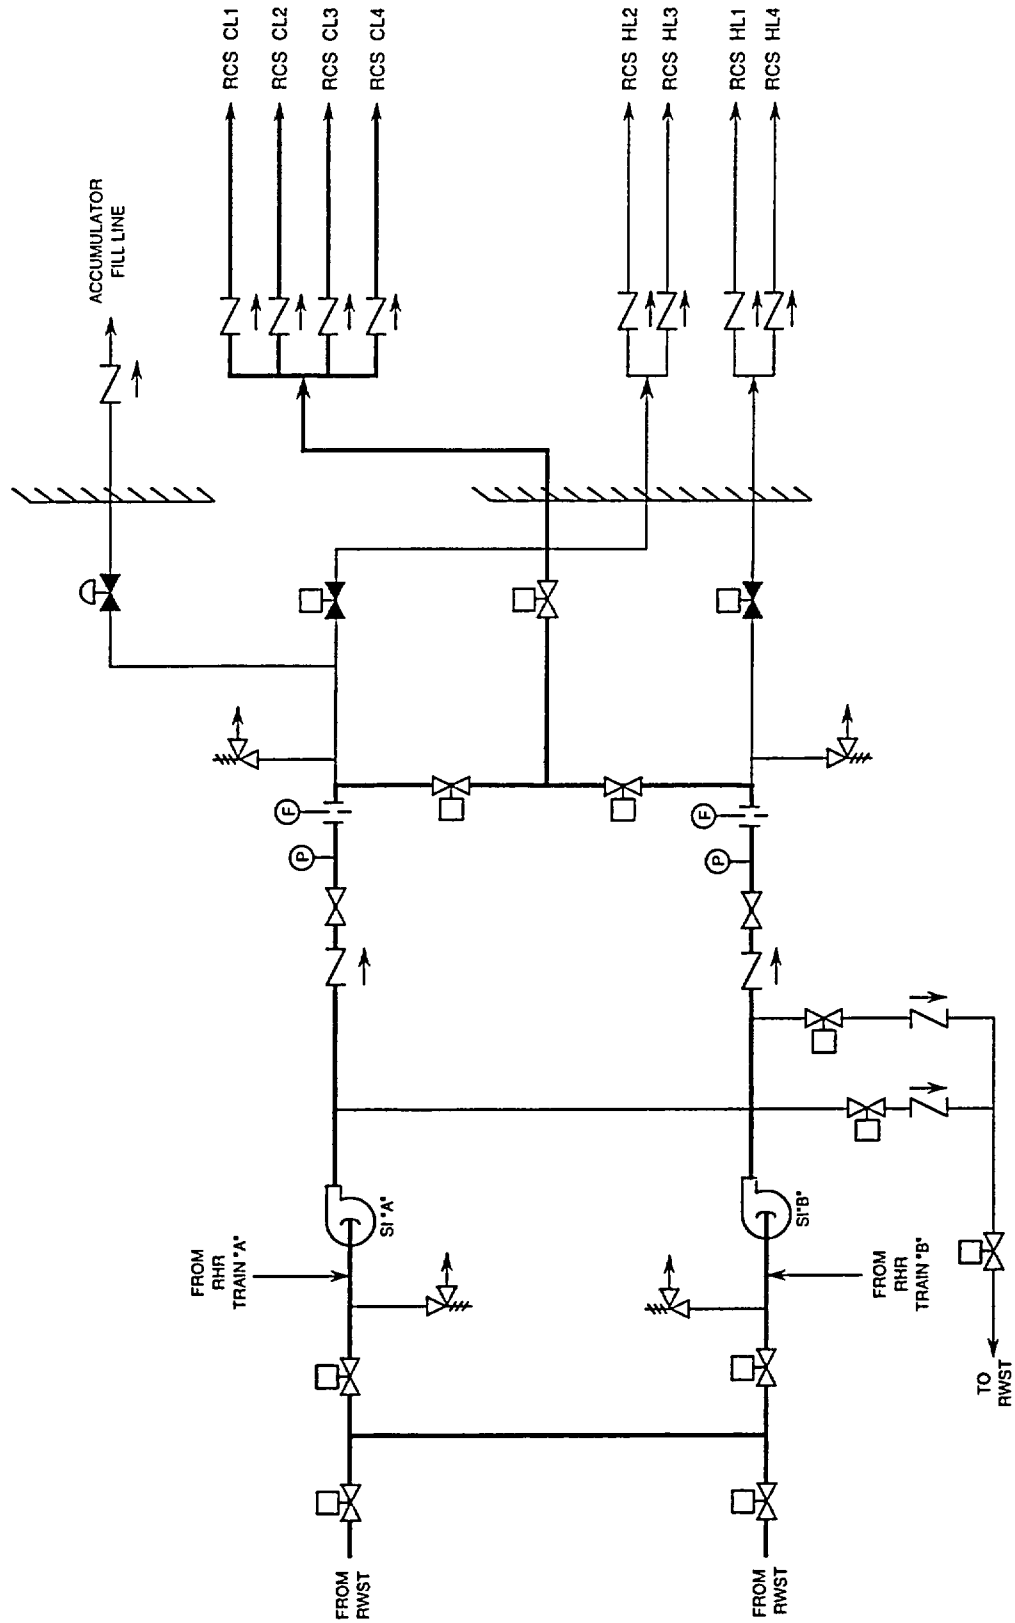 ACCUMULATOR
FILL LINE
RCS CL1
RCS CL2
RCS CL3
RCS CL4
RCS HL2
RCS HL3
RCS HL1
RCS HL4
F
P
F
P
SI "A"
SI "B"
FROM
RHR
TRAIN "A"
FROM
RHR
TRAIN "B"
FROM
RWST
FROM
RWST
TO
RWST